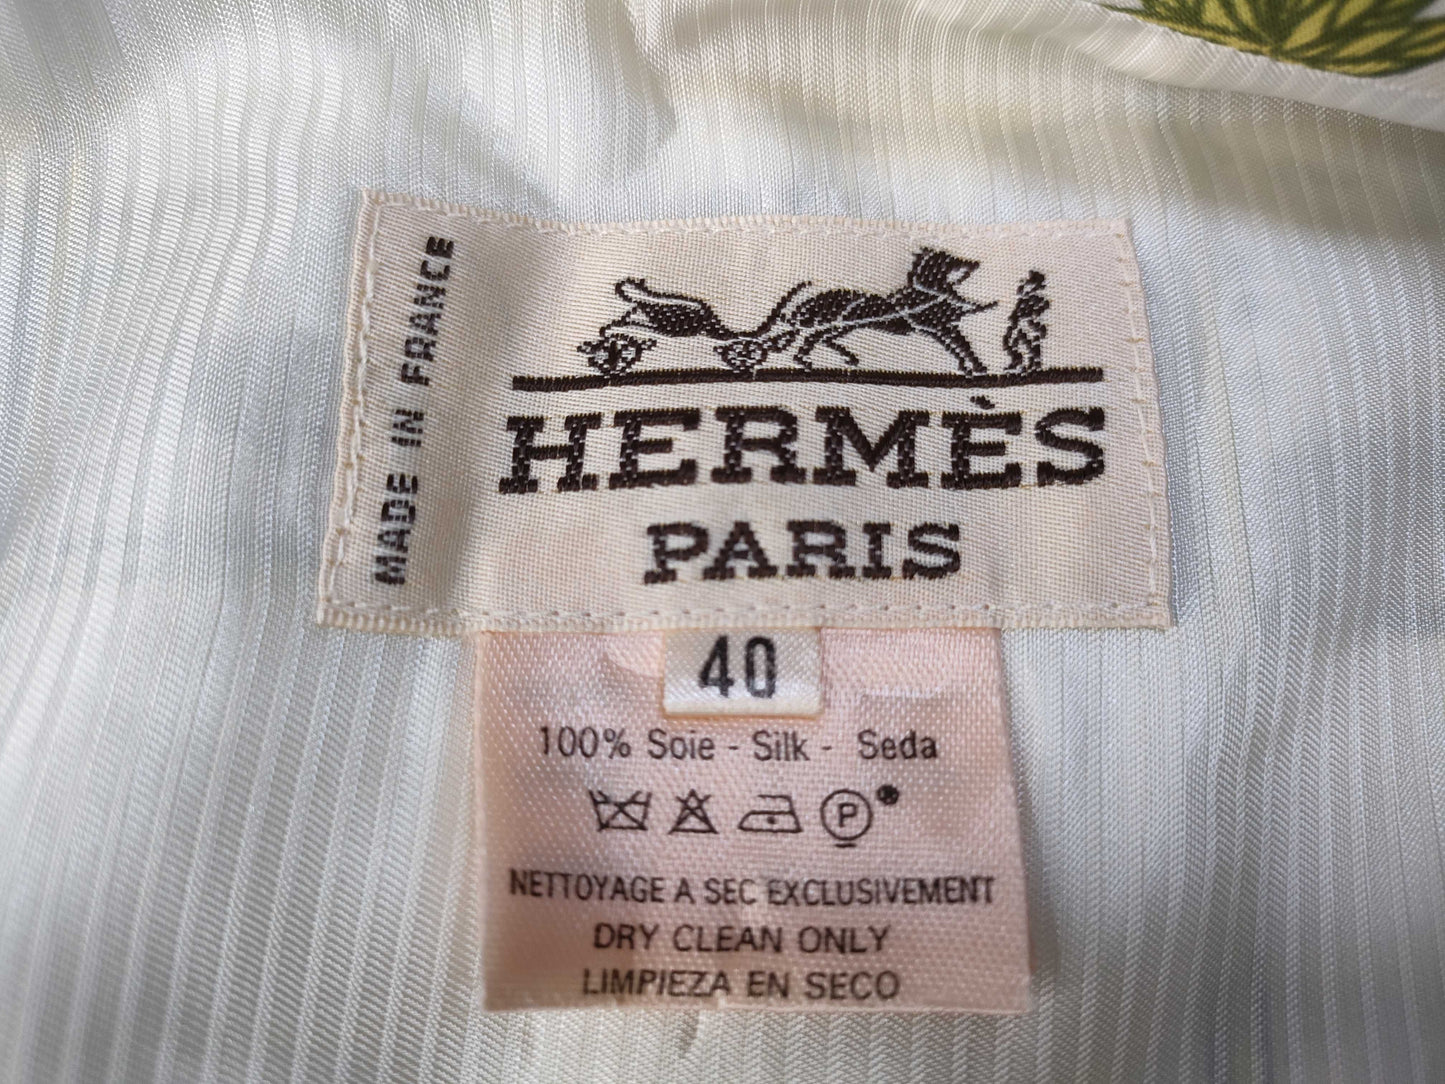 MADE IN FRANCE
HERMÈS
PARIS
40
100% Soie - Silk - Seda
P
NETTOYAGE A SEC EXCLUSIVEMENT
DRY CLEAN ONLY
LIMPIEZA EN SECO